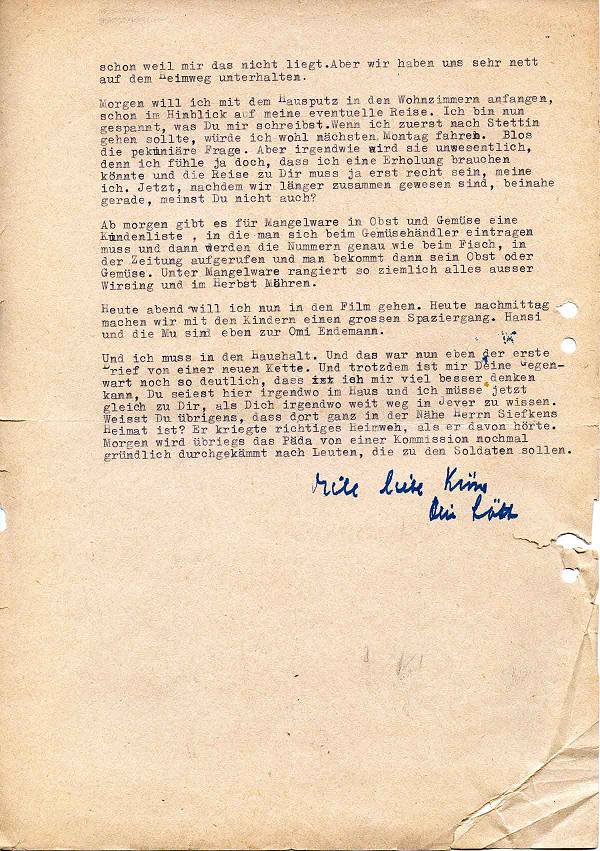 schon weil mir das nicht liegt.Aber wir haben uns sehr nett
auf dem Heimweg unterhalten.
Morgen will ich mit dem Hausputz in den Wohnzimmern anfangen,
schon im Hinblick auf meine eventuelle Reise. Ich bin nun
gespannt, was Du mir schreibst.Wenn ich zuerst nach Stettin
gehen sollte, würde ich wohl nächsten Montag fahren. Blos
die pekuniäre Frage. Aber irgendwie wird sie unwesentlich,
denn ich fühle ja doch, dass ich eine Erholung brauchen
könnte und die Reise zu Dir muss ja erst recht sein, meine
ich. Jetzt, nachdem wir länger zusammen gewesen sind, beinahe
gerade, meinst Du nicht auch?
Ab morgen gibt es für Mangelware in Obst und Gemüse eine
Kundenliste , in die man sich beim Gemüsehändler eintragen
muss und dann werden die Nummern genau wie beim Fisch, in
der Zeitung aufgerufen und man bekommt dann sein Obst oder
Gemüse. Unter Mangelware rangiert so ziemlich alles ausser
Wirsing und im Herbst Möhren.
Heute abend will ich nun in den Film gehen. Heute nachmittag
machen wir mit den Kindern einen grossen Spaziergang. Hansi
und die Mu sind eben zur Omi Endemann.
Und ich muss in den Haushalt. Und das war nun eben der erste
Brief von einer neuen Kette. Und trotzdem ist mir Deine Gegen-
wart noch so deutlich, dass ich mir viel besser denken
kann, Du seiest hier irgendwo im Haus und ich müsse jetzt
gleich zu Dir, als Dich irgendwo weit weg in Jever zu wissen.
Weisst Du übrigens, dass dort ganz in der Nähe Herrn Siefkens
Heimat ist? Er kriegte richtiges Heimweh, als er davon hörte.
Morgen wird übriegs das Päda von einer Kommission nochmal
gründlich durchgekämmt nach Leuten, die zu den Soldaten sollen.
liebe